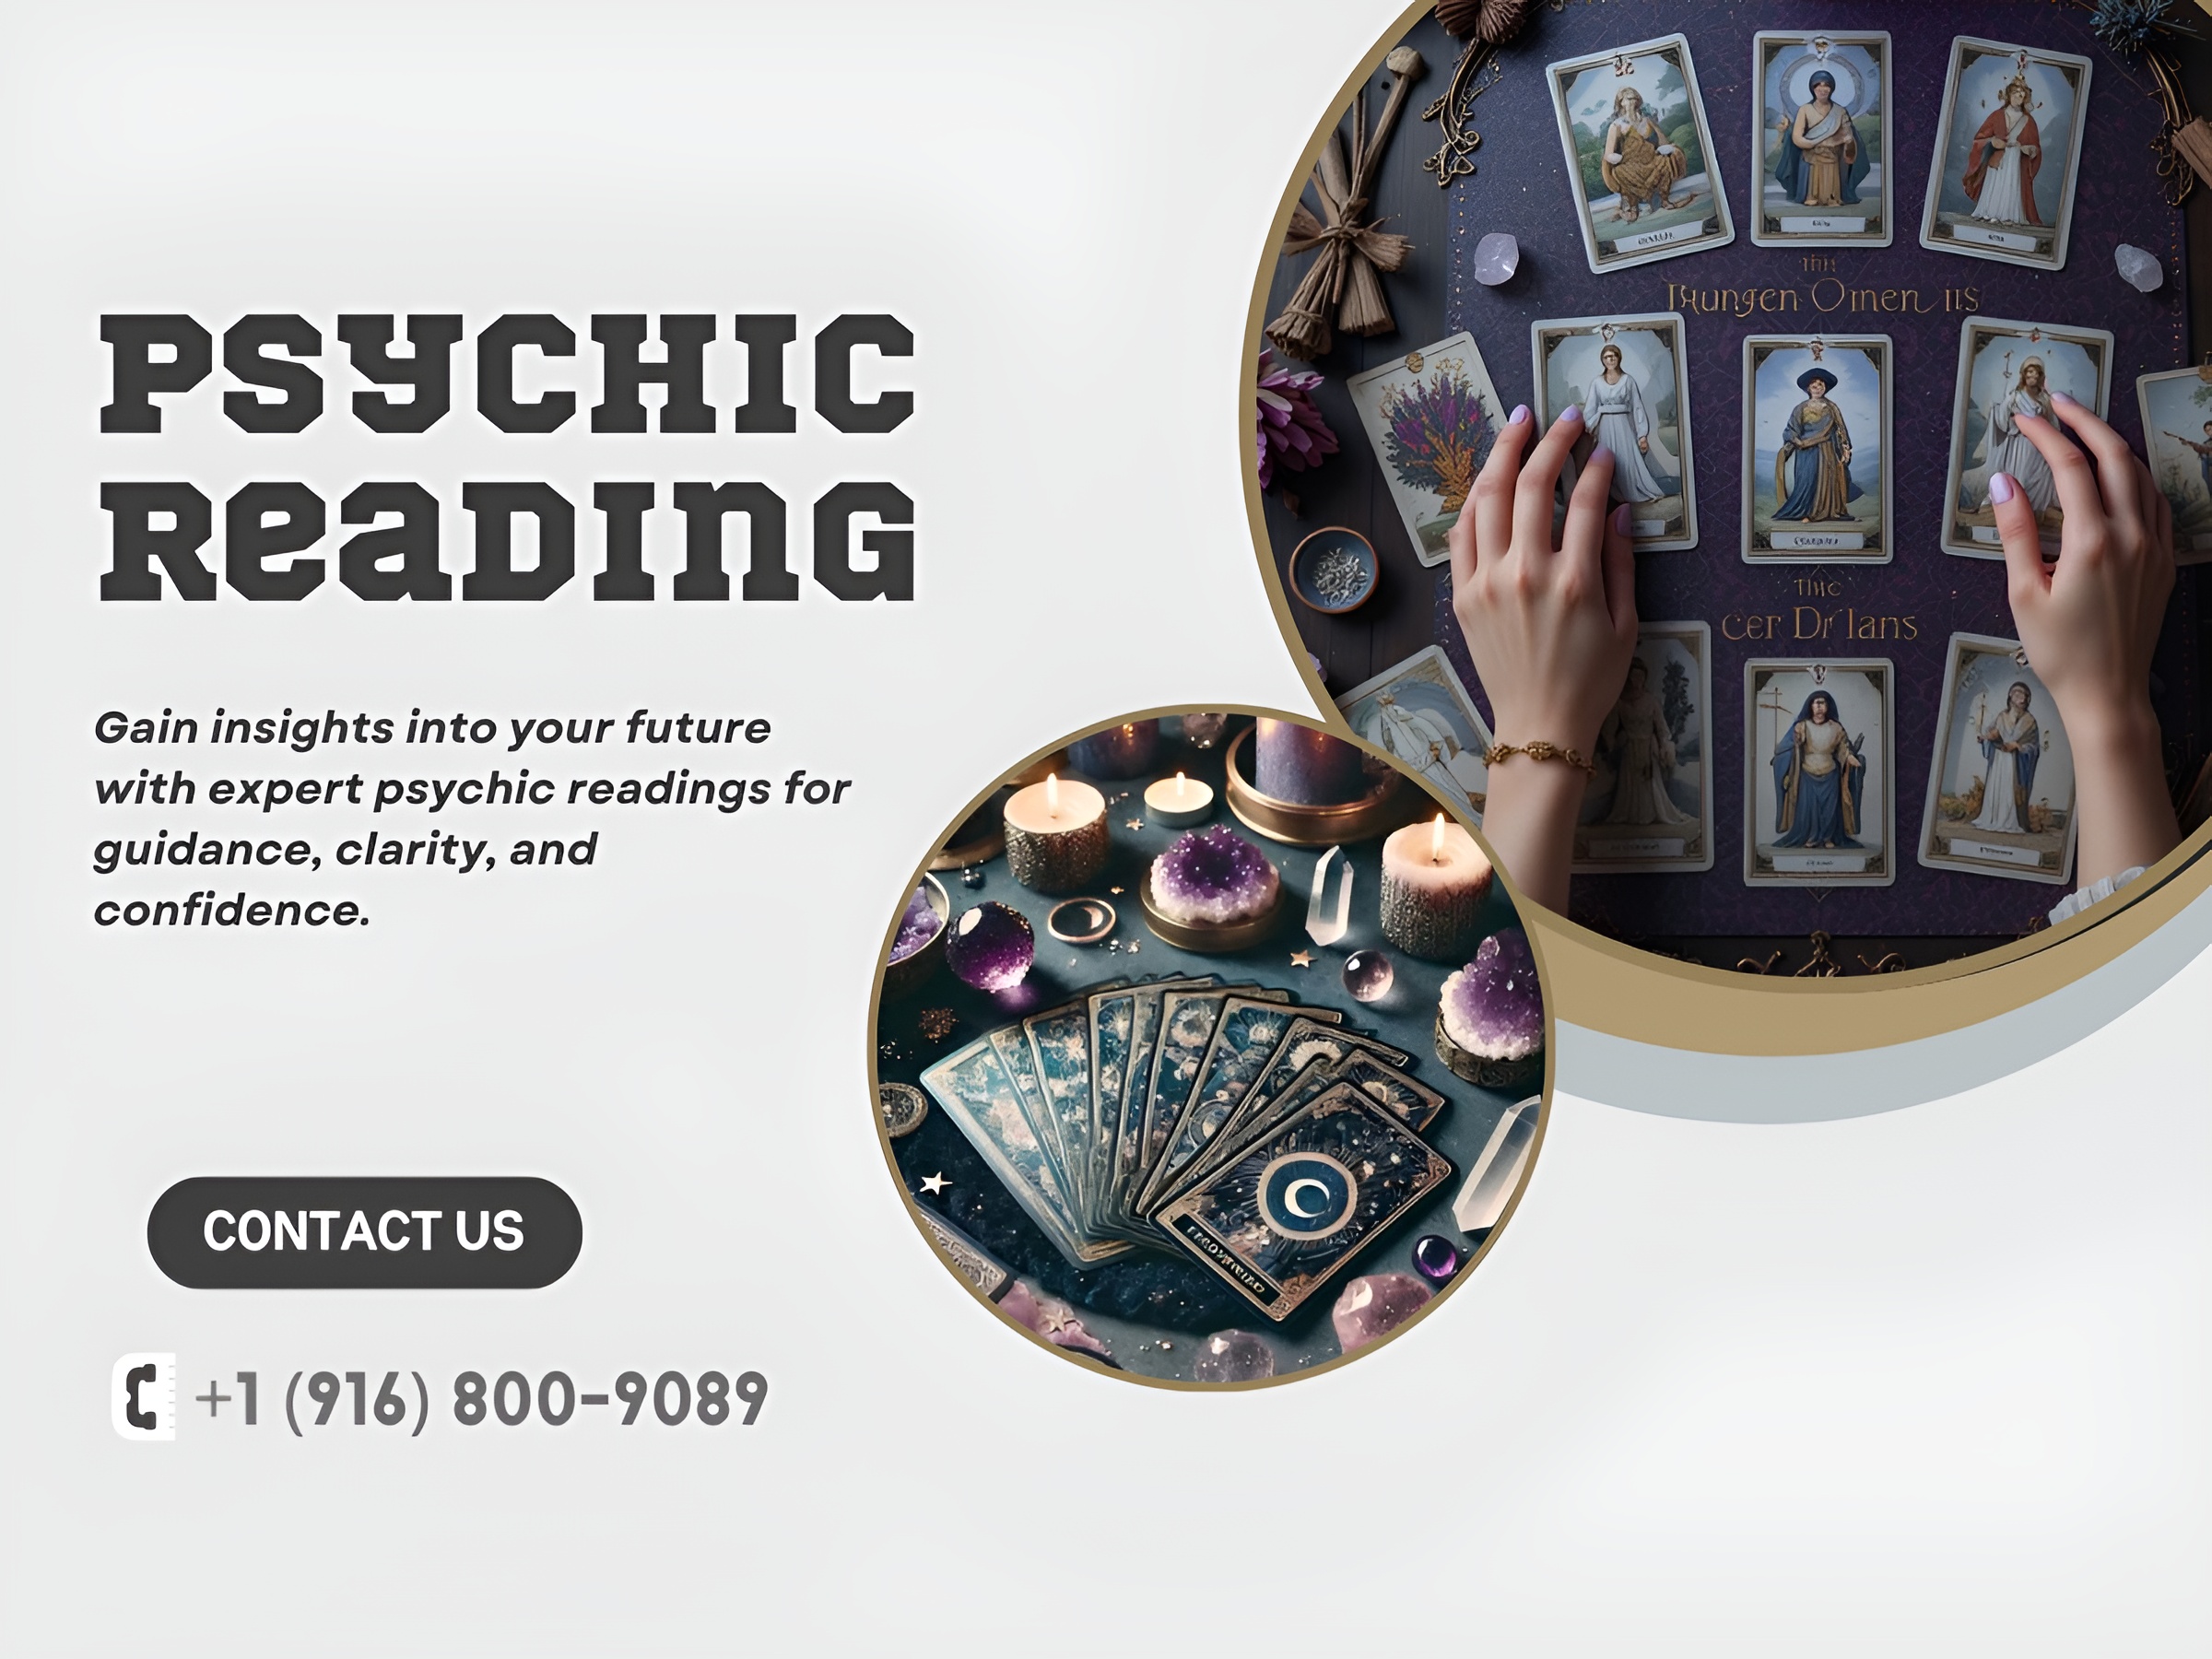 PSYCHIC
ReaDInG
Gain insights into your future
with expert psychic readings for
guidance, clarity, and
confidence.
CONTACT US
+1 (916) 800-9089